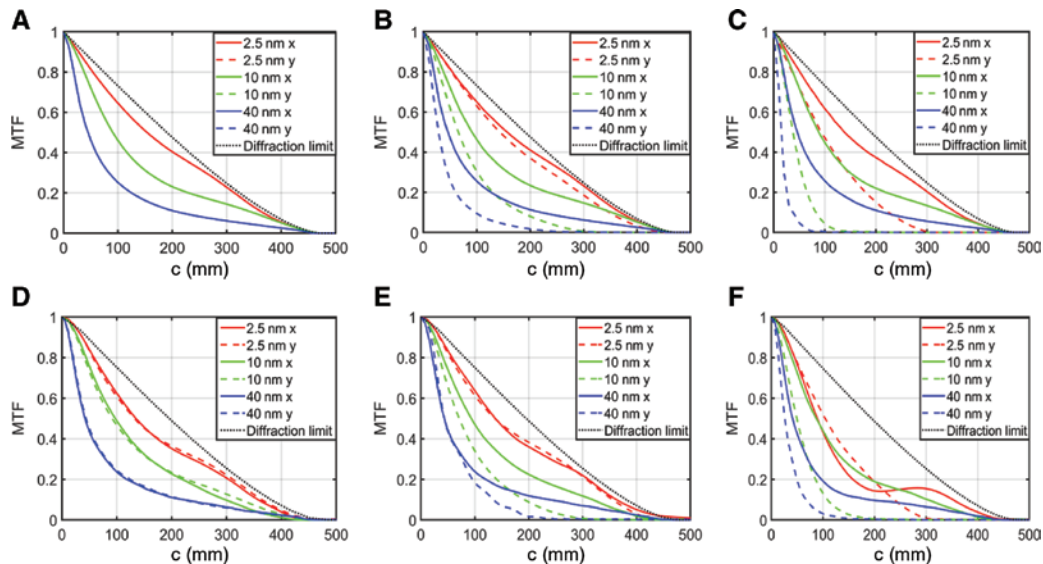 A
MTF
1
0.8
0.6
0.4
0.2
0
0 100 200 300 400 500
c (mm)
2.5 nm x
2.5 nm y
10 nm x
10 nm y
40 nm x
40 nm y
Diffraction limit
B
MTF
1
0.8
0.6
0.4
0.2
0
0 100 200 300 400 500
c (mm)
2.5 nm x
2.5 nm y
10 nm x
10 nm y
40 nm x
40 nm y
Diffraction limit
C
MTF
1
0.8
0.6
0.4
0.2
0
0 100 200 300 400 500
c (mm)
2.5 nm x
2.5 nm y
10 nm x
10 nm y
40 nm x
40 nm y
Diffraction limit
D
MTF
1
0.8
0.6
0.4
0.2
0
0 100 200 300 400 500
c (mm)
2.5 nm x
2.5 nm y
10 nm x
10 nm y
40 nm x
40 nm y
Diffraction limit
E
MTF
1
0.8
0.6
0.4
0.2
0
0 100 200 300 400 500
c (mm)
2.5 nm x
2.5 nm y
10 nm x
10 nm y
40 nm x
40 nm y
Diffraction limit
F
MTF
1
0.8
0.6
0.4
0.2
0
0 100 200 300 400 500
c (mm)
2.5 nm x
2.5 nm y
10 nm x
10 nm y
40 nm x
40 nm y
Diffraction limit